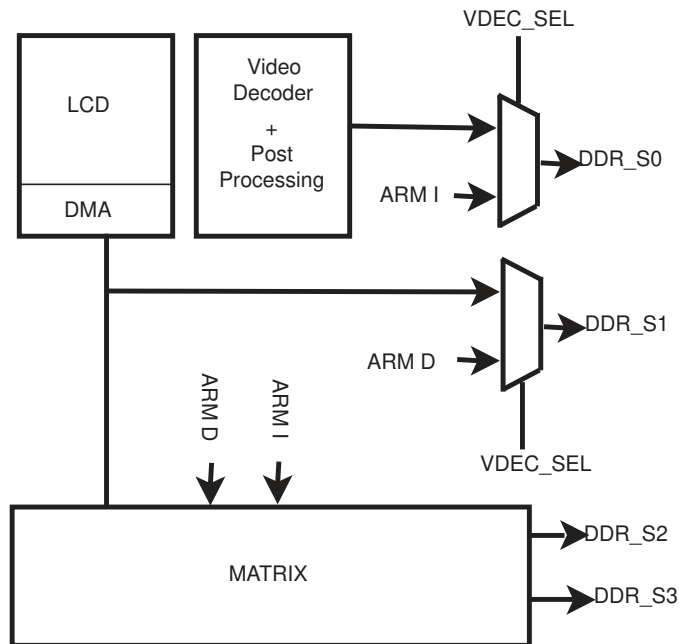 VDEC_SEL
LCD
DMA
Video
Decoder
+
Post
Processing
ARM I
DDR_S0
ARM D
DDR_S1
VDEC_SEL
ARM D
ARM I
MATRIX
DDR_S2
DDR_S3